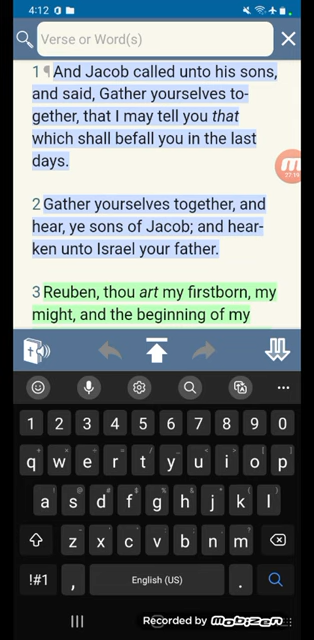 4:12
Verse or Word(s)
1 ¶ And Jacob called unto his sons,
and said, Gather yourselves to-
gether, that I may tell you that
which shall befall you in the last
days.
2 Gather yourselves together, and
hear, ye sons of Jacob; and hear-
ken unto Israel your father.
3 Reuben, thou art my firstborn, my
might, and the beginning of my
1 2 3 4 5 6 7 8 9 0
q w e r t y u i o p
a s d f g h j k l
z x c v b n m
!#1 , English (US) .
Recorded by Mobizen